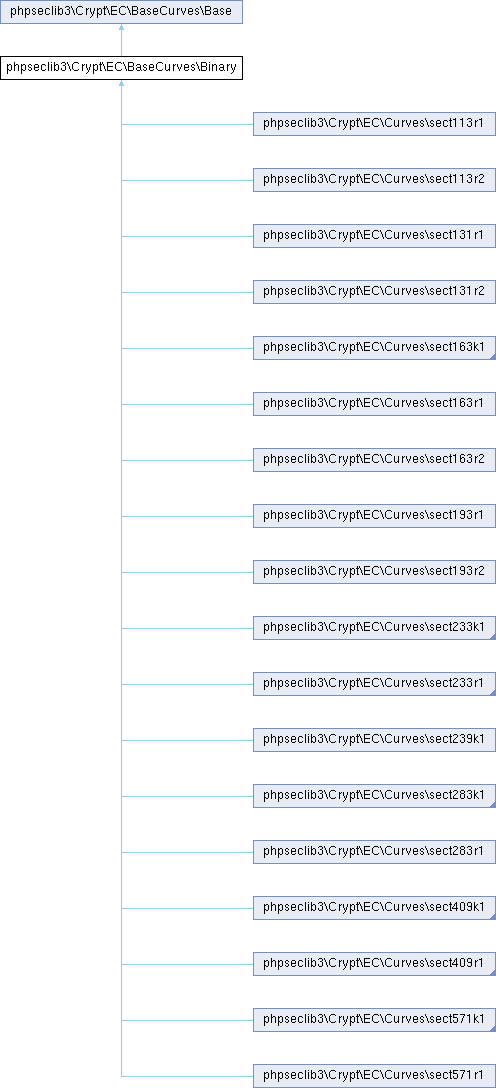 phpseclib3\Crypt\EC\BaseCurves\Base
phpseclib3\Crypt\EC\BaseCurves\Binary
phpseclib3\Crypt\EC\Curves\sect113r1
phpseclib3\Crypt\EC\Curves\sect113r2
phpseclib3\Crypt\EC\Curves\sect131r1
phpseclib3\Crypt\EC\Curves\sect131r2
phpseclib3\Crypt\EC\Curves\sect163k1
phpseclib3\Crypt\EC\Curves\sect163r1
phpseclib3\Crypt\EC\Curves\sect163r2
phpseclib3\Crypt\EC\Curves\sect193r1
phpseclib3\Crypt\EC\Curves\sect193r2
phpseclib3\Crypt\EC\Curves\sect233k1
phpseclib3\Crypt\EC\Curves\sect233r1
phpseclib3\Crypt\EC\Curves\sect239k1
phpseclib3\Crypt\EC\Curves\sect283k1
phpseclib3\Crypt\EC\Curves\sect283r1
phpseclib3\Crypt\EC\Curves\sect409k1
phpseclib3\Crypt\EC\Curves\sect409r1
phpseclib3\Crypt\EC\Curves\sect571k1
phpseclib3\Crypt\EC\Curves\sect571r1